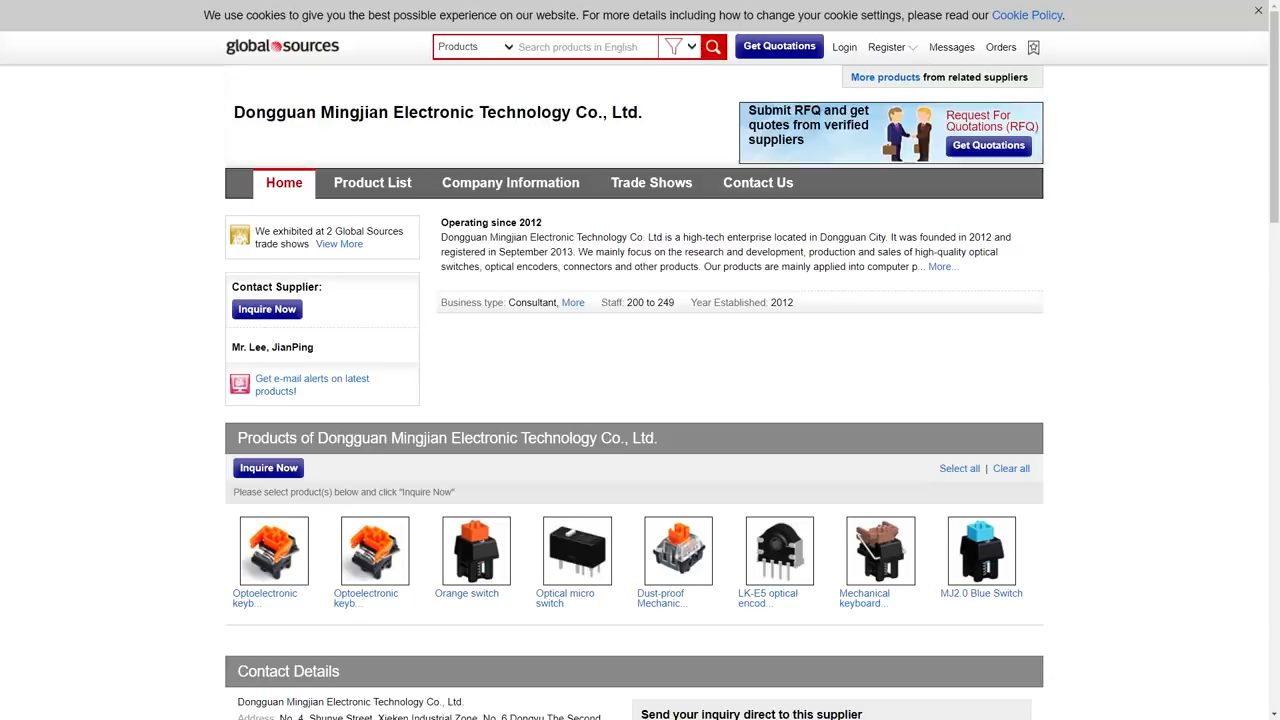 We use cookies to give you the best possible experience on our website. For more details including how to change your cookie settings, please read our Cookie Policy.
global sources
Products
Search products in English
Get Quotations
Login
Register
Messages
Orders
More products from related suppliers
Dongguan Mingjian Electronic Technology Co., Ltd.
Submit RFQ and get
quotes from verified
suppliers
Request For
Quotations (RFQ)
Get Quotations
Home
Product List
Company Information
Trade Shows
Contact Us
We exhibited at 2 Global Sources
trade shows View More
Contact Supplier:
Inquire Now
Mr. Lee, JianPing
Get e-mail alerts on latest
products!
Operating since 2012
Dongguan Mingjian Electronic Technology Co. Ltd is a high-tech enterprise located in Dongguan City. It was founded in 2012 and
registered in September 2013. We mainly focus on the research and development, production and sales of high-quality optical
switches, optical encoders, connectors and other products. Our products are mainly applied into computer p... More...
Business type: Consultant, More Staff: 200 to 249 Year Established: 2012
Products of Dongguan Mingjian Electronic Technology Co., Ltd.
Inquire Now
Select all | Clear all
Please select product(s) below and click "Inquire Now"
Optoelectronic
keyb...
Optoelectronic
keyb...
Orange switch
Optical micro
switch
Dust-proof
Mechanic...
LK-E5 optical
encod...
Mechanical
keyboard...
MJ2.0 Blue Switch
Contact Details
Dongguan Mingjian Electronic Technology Co., Ltd.
Address: No. 4, Shunye Street, Xieken Industrial Zone, No. 6 Dongyu The Second
Send your inquiry direct to this supplier